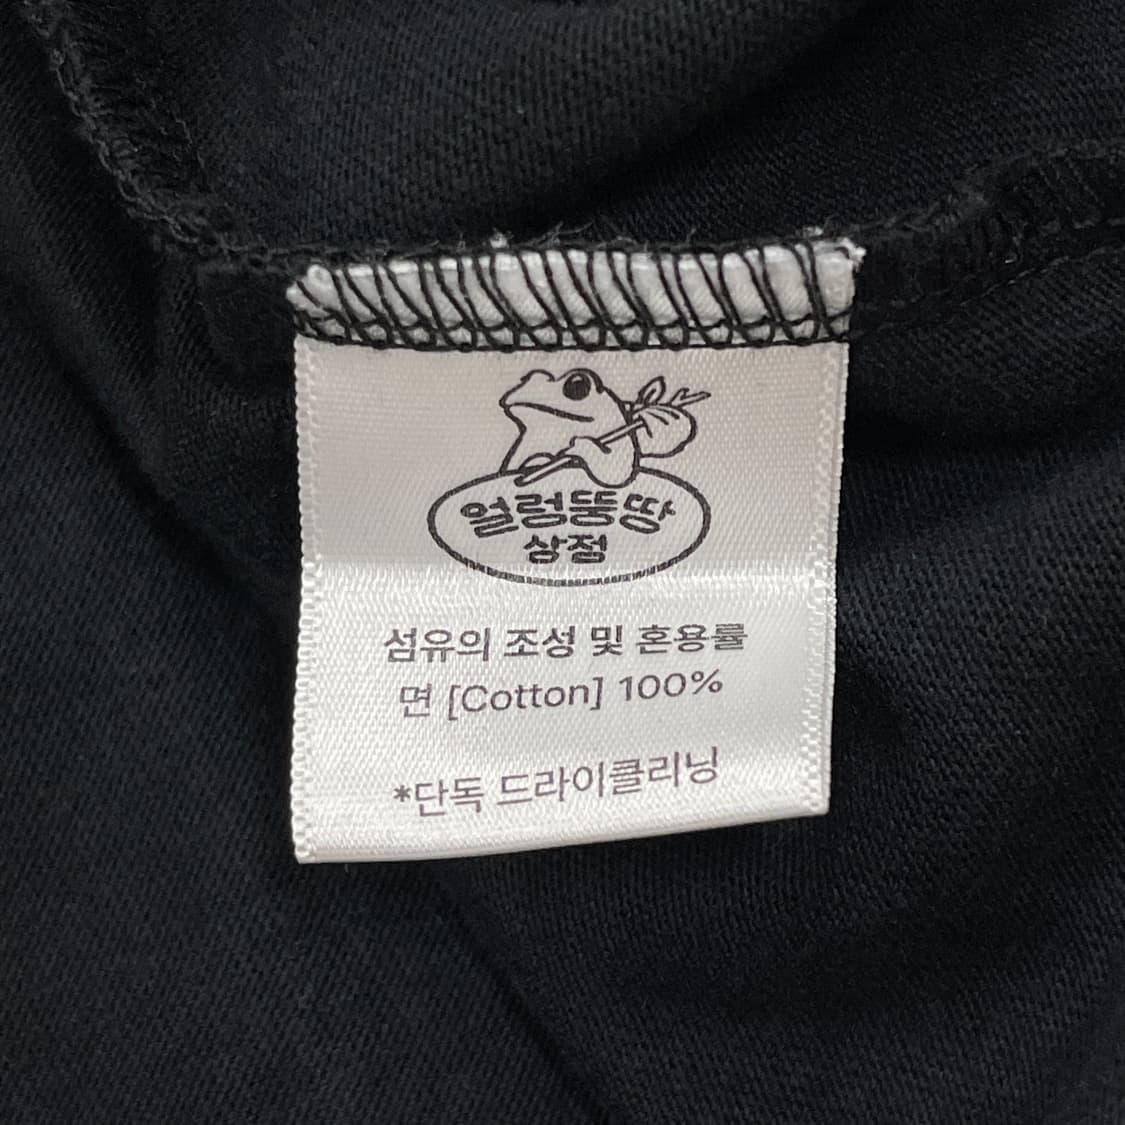 얼렁뚱땅
상점
섬유의 조성 및 혼용률
면 [Cotton] 100%
*단독 드라이클리닝